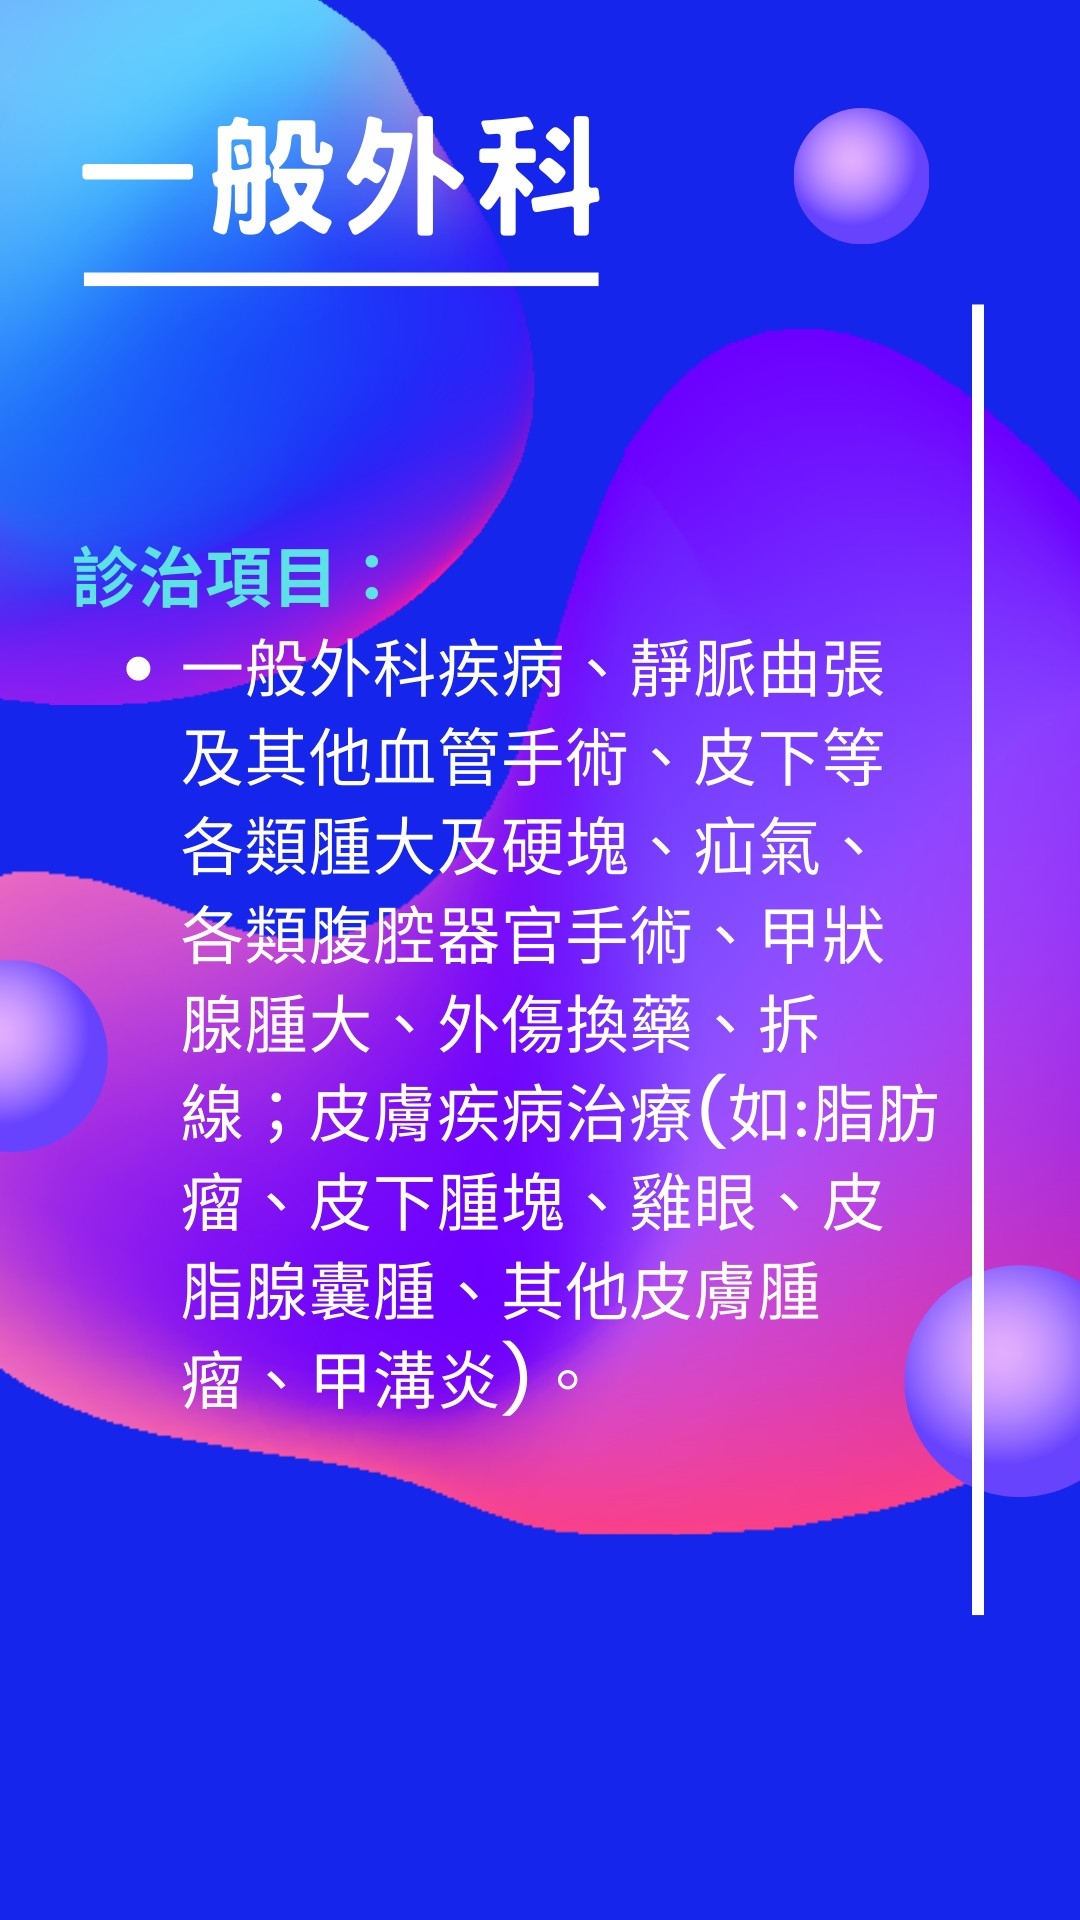 一般外科
診治項目：
• 一般外科疾病、靜脈曲張
及其他血管手術、皮下等
各類腫大及硬塊、疝氣、
各類腹腔器官手術、甲狀
腺腫大、外傷換藥、拆
線；皮膚疾病治療(如:脂肪
瘤、皮下腫塊、雞眼、皮
脂腺囊腫、其他皮膚腫
瘤、甲溝炎)。